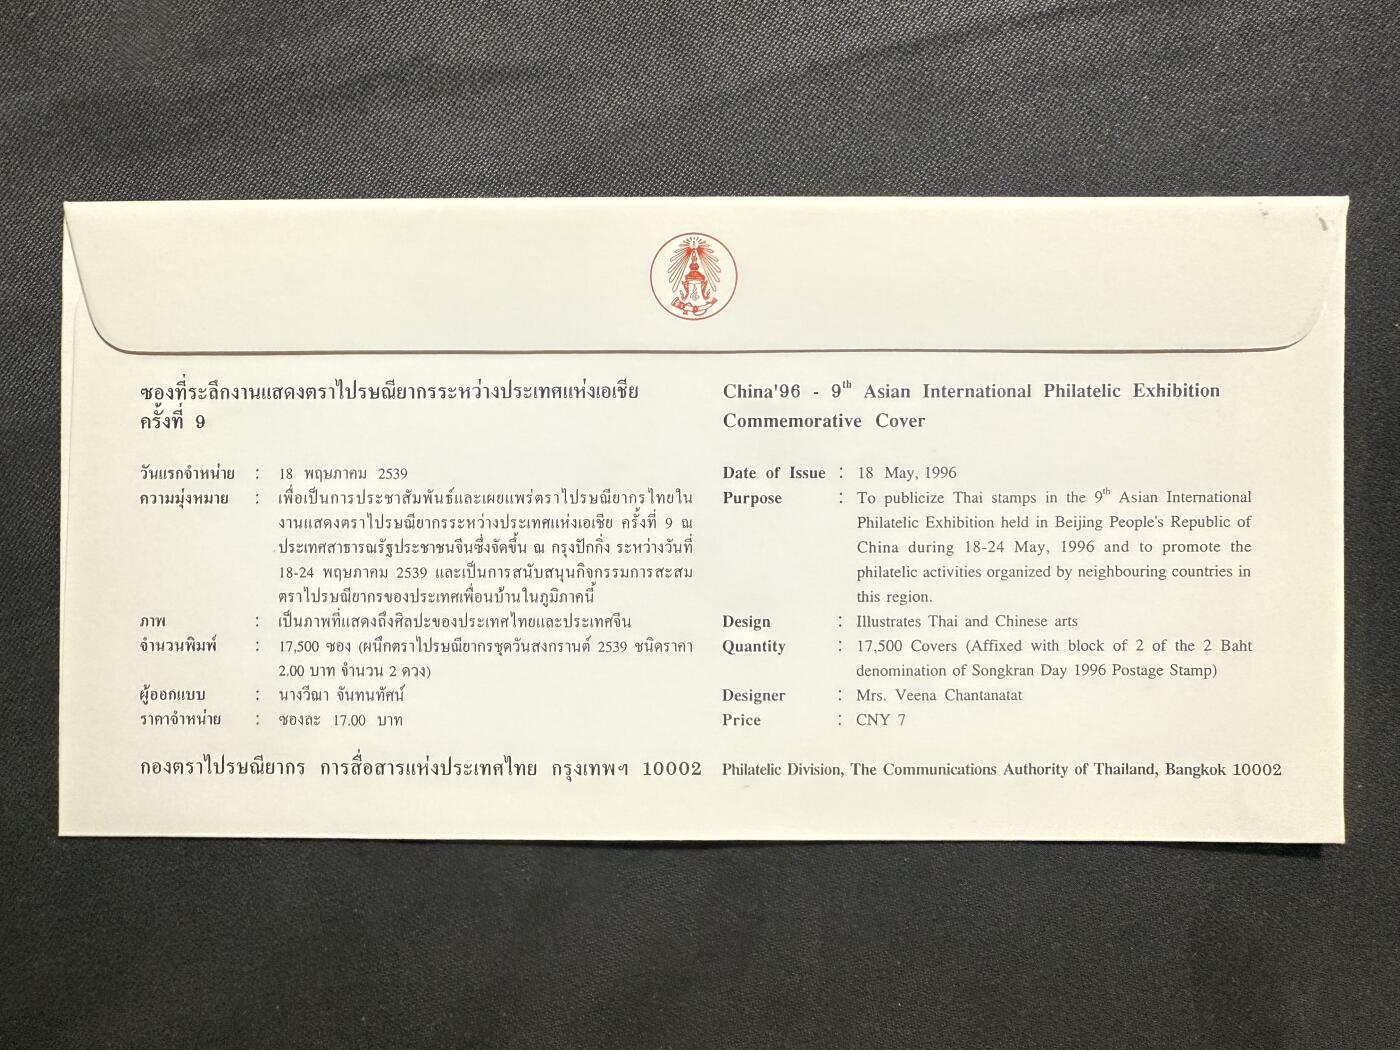 ซองที่ระลึกงานแสดงตราไปรษณียากรระหว่างประเทศแห่งเอเชีย
ครั้งที่ 9
วันแรกจำหน่าย : 18 พฤษภาคม 2539
ความมุ่งหมาย : เพื่อเป็นการประชาสัมพันธ์และเผยแพร่ตราไปรษณียากรไทยใน
งานแสดงตราไปรษณียากรระหว่างประเทศแห่งเอเชีย ครั้งที่ 9 ณ
ประเทศสาธารณรัฐประชาชนจีนซึ่งจัดขึ้น ณ กรุงปักกิ่ง ระหว่างวันที่
18-24 พฤษภาคม 2539 และเป็นการสนับสนุนกิจกรรมการสะสม
ตราไปรษณียากรของประเทศเพื่อนบ้านในภูมิภาคนี้
ภาพ : เป็นภาพที่แสดงถึงศิลปะของประเทศไทยและประเทศจีน
จำนวนพิมพ์ : 17,500 ซอง (ผนึกตราไปรษณียากรชุดวันสงกรานต์ 2539 ชนิดราคา
2.00 บาท จำนวน 2 ดวง)
ผู้ออกแบบ : นางวีณา จันทนทัศน์
ราคาจำหน่าย : ซองละ 17.00 บาท
กองตราไปรษณียากร การสื่อสารแห่งประเทศไทย กรุงเทพฯ 10002
China'96 - 9th Asian International Philatelic Exhibition
Commemorative Cover
Date of Issue : 18 May, 1996
Purpose : To publicize Thai stamps in the 9th Asian International
Philatelic Exhibition held in Beijing People's Republic of
China during 18-24 May, 1996 and to promote the
philatelic activities organized by neighbouring countries in
this region.
Design : Illustrates Thai and Chinese arts
Quantity : 17,500 Covers (Affixed with block of 2 of the 2 Baht
denomination of Songkran Day 1996 Postage Stamp)
Designer : Mrs. Veena Chantanatat
Price : CNY 7
Philatelic Division, The Communications Authority of Thailand, Bangkok 10002